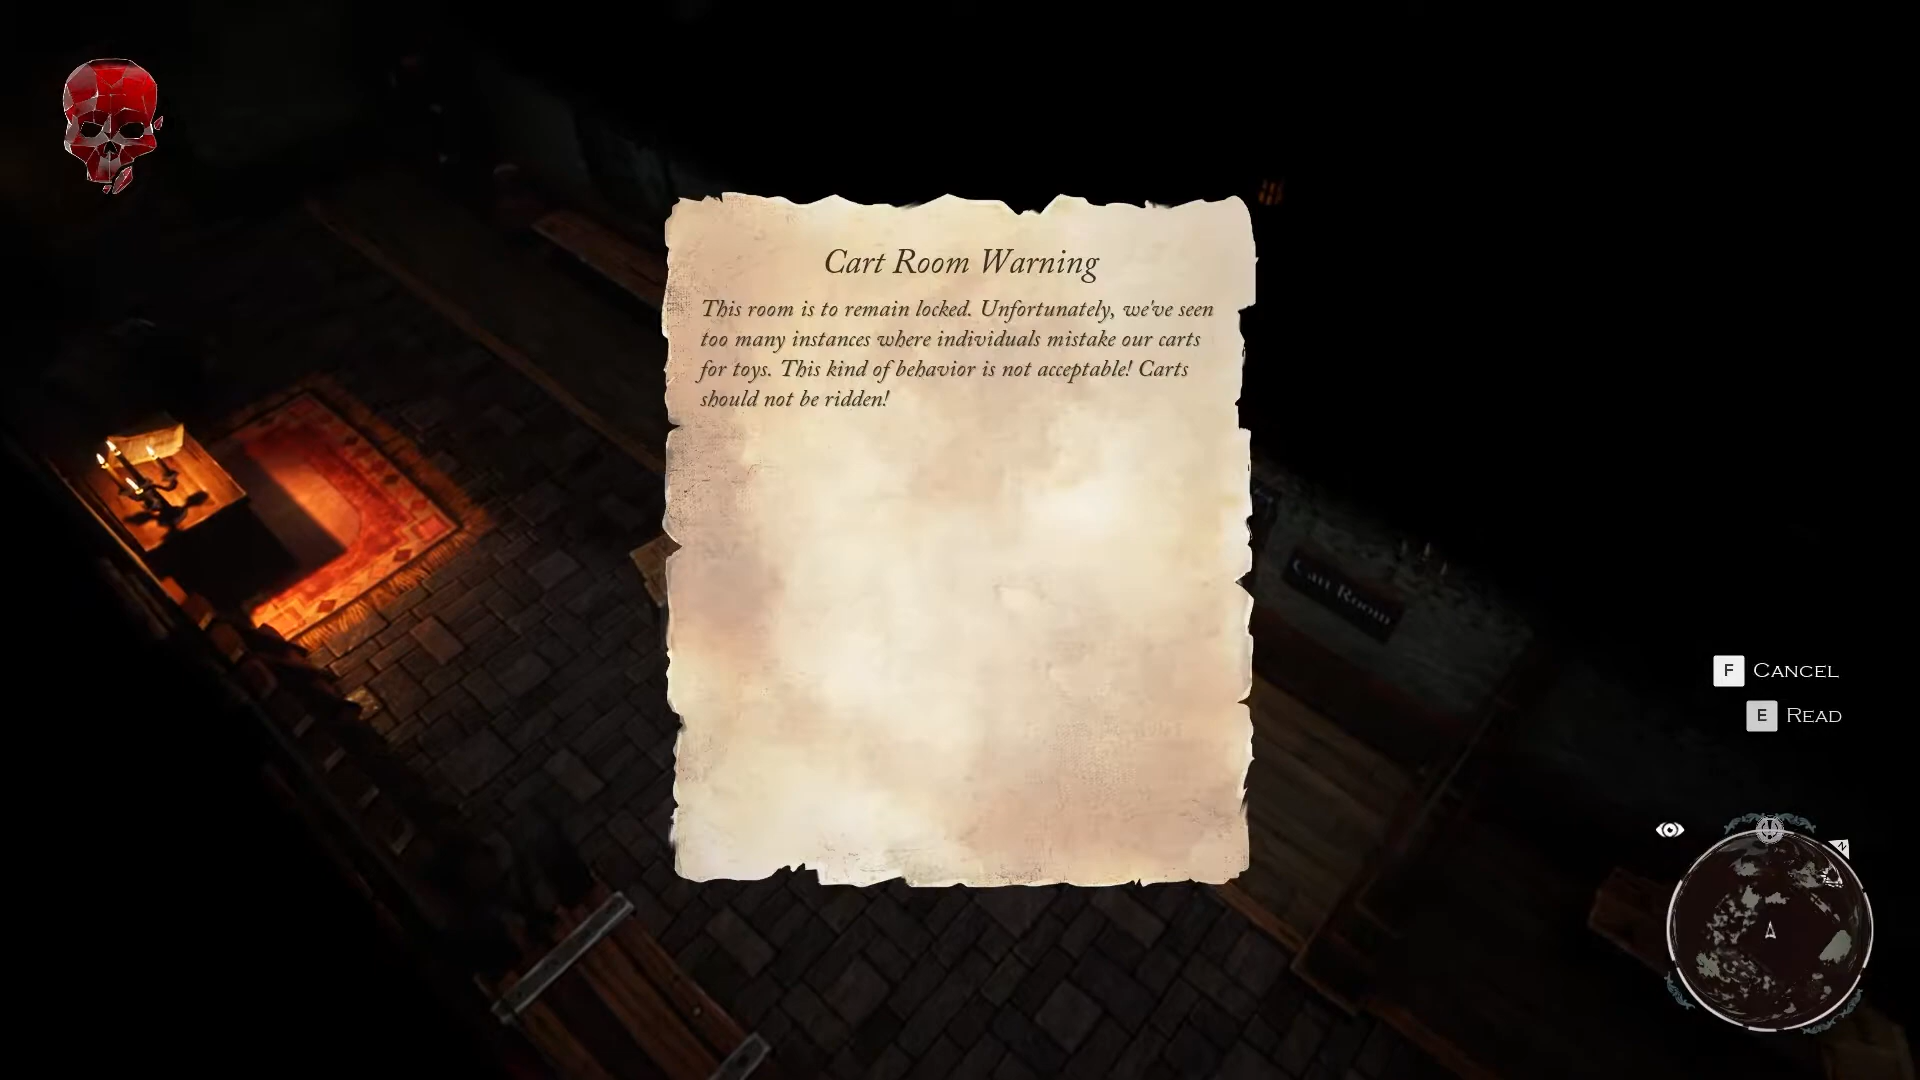 Cart Room Warning
This room is to remain locked. Unfortunately, we've seen
too many instances where individuals mistake our carts
for toys. This kind of behavior is not acceptable! Carts
should not be ridden!
Cart Room
F CANCEL
E READ
N